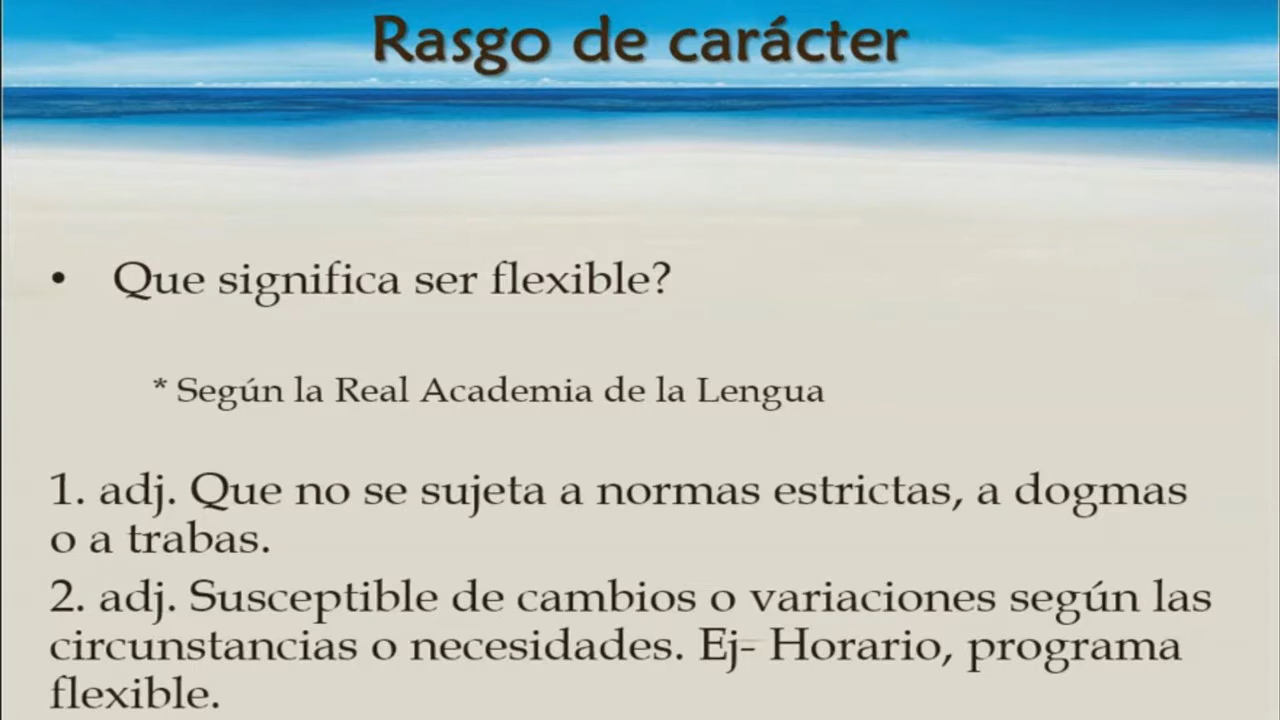 Rasgo de carácter
• Que significa ser flexible?
* Según la Real Academia de la Lengua
1. adj. Que no se sujeta a normas estrictas, a dogmas
o a trabas.
2. adj. Susceptible de cambios o variaciones según las
circunstancias o necesidades. Ej- Horario, programa
flexible.